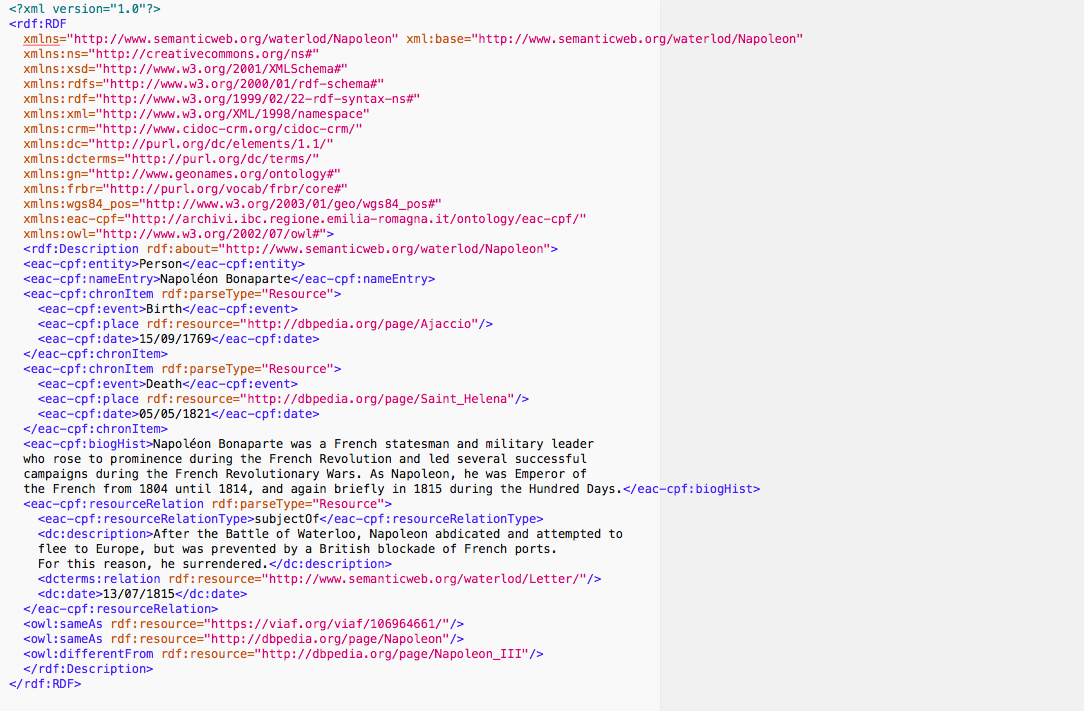 <?xml version="1.0"?>
<rdf:RDF
xmlns="http://www.semanticweb.org/waterlod/Napoleon" xml:base="http://www.semanticweb.org/waterlod/Napoleon"
xmlns:ns="http://creativecommons.org/ns#"
xmlns:xsd="http://www.w3.org/2001/XMLSchema#"
xmlns:rdfs="http://www.w3.org/2000/01/rdf-schema#"
xmlns:rdf="http://www.w3.org/1999/02/22-rdf-syntax-ns#"
xmlns:xml="http://www.w3.org/XML/1998/namespace"
xmlns:crm="http://www.cidoc-crm.org/cidoc-crm/"
xmlns:dc="http://purl.org/dc/elements/1.1/"
xmlns:dcterms="http://purl.org/dc/terms/"
xmlns:gn="http://www.geonames.org/ontology#"
xmlns:frbr="http://purl.org/vocab/frbr/core#"
xmlns:wgs84_pos="http://www.w3.org/2003/01/geo/wgs84_pos#"
xmlns:eac-cpf="http://archivi.ibc.regione.emilia-romagna.it/ontology/eac-cpf/"
xmlns:owl="http://www.w3.org/2002/07/owl#">
<rdf:Description rdf:about="http://www.semanticweb.org/waterlod/Napoleon">
<eac-cpf:entity>Person</eac-cpf:entity>
<eac-cpf:nameEntry>Napoléon Bonaparte</eac-cpf:nameEntry>
<eac-cpf:chronItem rdf:parseType="Resource">
<eac-cpf:event>Birth</eac-cpf:event>
<eac-cpf:place rdf:resource="http://dbpedia.org/page/Ajaccio"/>
<eac-cpf:date>15/09/1769</eac-cpf:date>
</eac-cpf:chronItem>
<eac-cpf:chronItem rdf:parseType="Resource">
<eac-cpf:event>Death</eac-cpf:event>
<eac-cpf:place rdf:resource="http://dbpedia.org/page/Saint_Helena"/>
<eac-cpf:date>05/05/1821</eac-cpf:date>
</eac-cpf:chronItem>
<eac-cpf:biogHist>Napoléon Bonaparte was a French statesman and military leader
who rose to prominence during the French Revolution and led several successful
campaigns during the French Revolutionary Wars. As Napoleon, he was Emperor of
the French from 1804 until 1814, and again briefly in 1815 during the Hundred Days.</eac-cpf:biogHist>
<eac-cpf:resourceRelation rdf:parseType="Resource">
<eac-cpf:resourceRelationType>subjectOf</eac-cpf:resourceRelationType>
<dc:description>After the Battle of Waterloo, Napoleon abdicated and attempted to
flee to Europe, but was prevented by a British blockade of French ports.
For this reason, he surrendered.</dc:description>
<dcterms:relation rdf:resource="http://www.semanticweb.org/waterlod/Letter/"/>
<dc:date>13/07/1815</dc:date>
</eac-cpf:resourceRelation>
<owl:sameAs rdf:resource="https://viaf.org/viaf/106964661/"/>
<owl:sameAs rdf:resource="http://dbpedia.org/page/Napoleon"/>
<owl:differentFrom rdf:resource="http://dbpedia.org/page/Napoleon_III"/>
</rdf:Description>
</rdf:RDF>